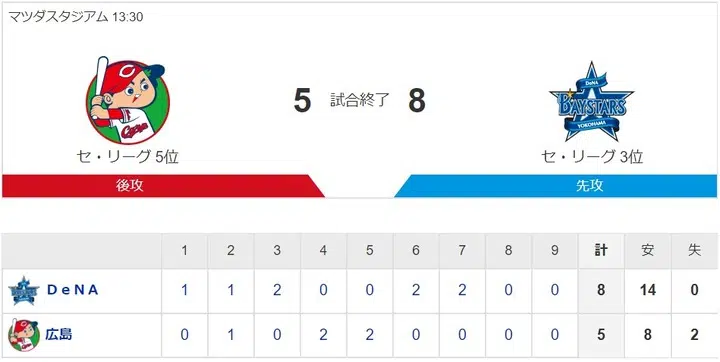 マツダスタジアム 13:30
C
Carp
5 試合終了 8
DeNA
BAYSTARS
YOKOHAMA
セ・リーグ 5位
セ・リーグ 3位
後攻
先攻
1 2 3 4 5 6 7 8 9 計 安 失
DeNA 1 1 2 0 0 2 2 0 0 8 14 0
広島 0 1 0 2 2 0 0 0 0 5 8 2